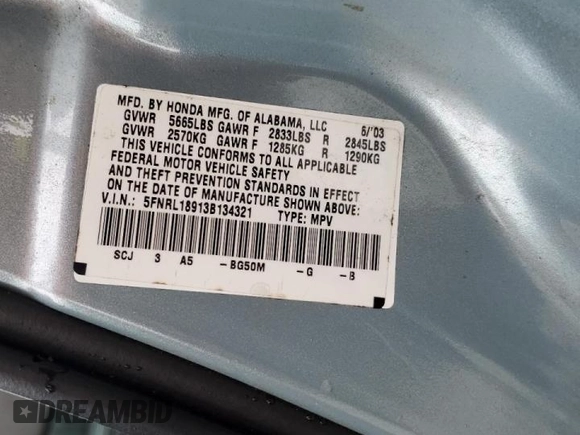 MFD. BY HONDA MFG. OF ALABAMA, LLC 6/'03
GVWR 5665LBS GAWR F 2833LBS R 2845LBS
GVWR 2570KG GAWR F 1285KG R 1290KG
THIS VEHICLE CONFORMS TO ALL APPLICABLE
FEDERAL MOTOR VEHICLE SAFETY
AND THEFT PREVENTION STANDARDS IN EFFECT
ON THE DATE OF MANUFACTURE SHOWN ABOVE:
V.I.N.: 5FNRL18913B134321 TYPE: MPV
SCJ 3 A5 -BG50M -G -B
DREAMBID